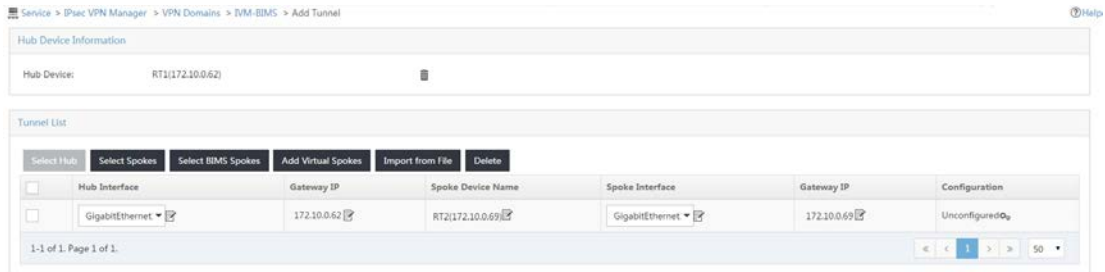 Service > IPsec VPN Manager > VPN Domains > IVM-BIMS > Add Tunnel
Help
Hub Device Information
Hub Device: RT1(172.10.0.62)
Tunnel List
Select Hub Select Spokes Select BIMS Spokes Add Virtual Spokes Import from File Delete
Hub Interface Gateway IP Spoke Device Name Spoke Interface Gateway IP Configuration
GigabitEthernet 172.10.0.62 RT2(172.10.0.69) GigabitEthernet 172.10.0.69 Unconfigured
1-1 of 1. Page 1 of 1. « < 1 > » 50